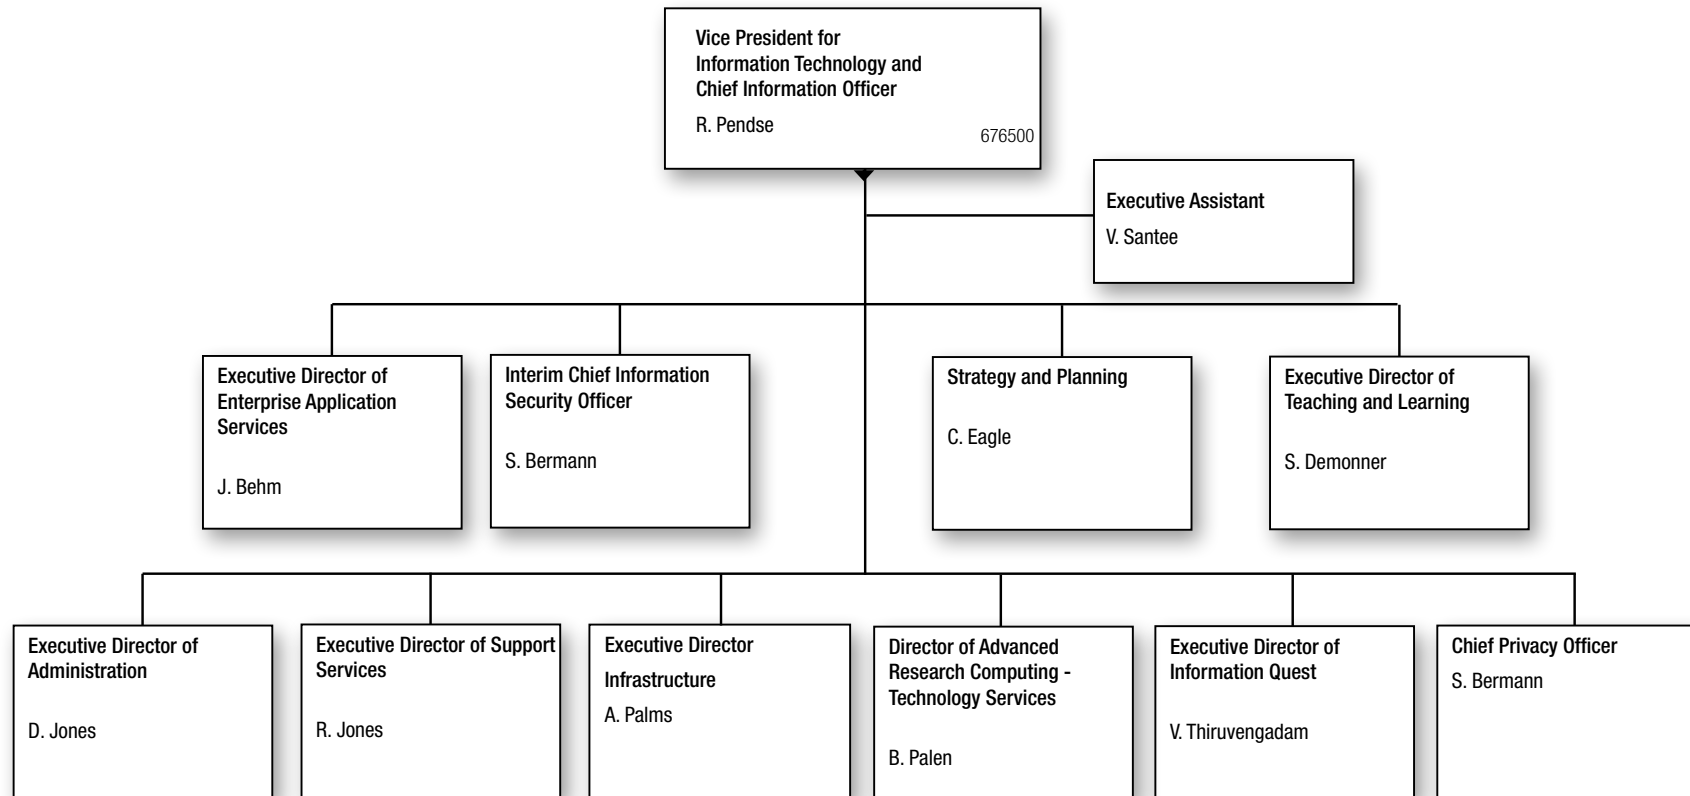 Vice President for
Information Technology and
Chief Information Officer
R. Pendse
676500
Executive Assistant
V. Santee
Executive Director of
Enterprise Application
Services
J. Behm
Interim Chief Information
Security Officer
S. Bermann
Strategy and Planning
C. Eagle
Executive Director of
Teaching and Learning
S. Demonner
Executive Director of
Administration
D. Jones
Executive Director of Support
Services
R. Jones
Executive Director
Infrastructure
A. Palms
Director of Advanced
Research Computing -
Technology Services
B. Palen
Executive Director of
Information Quest
V. Thiruvengadam
Chief Privacy Officer
S. Bermann